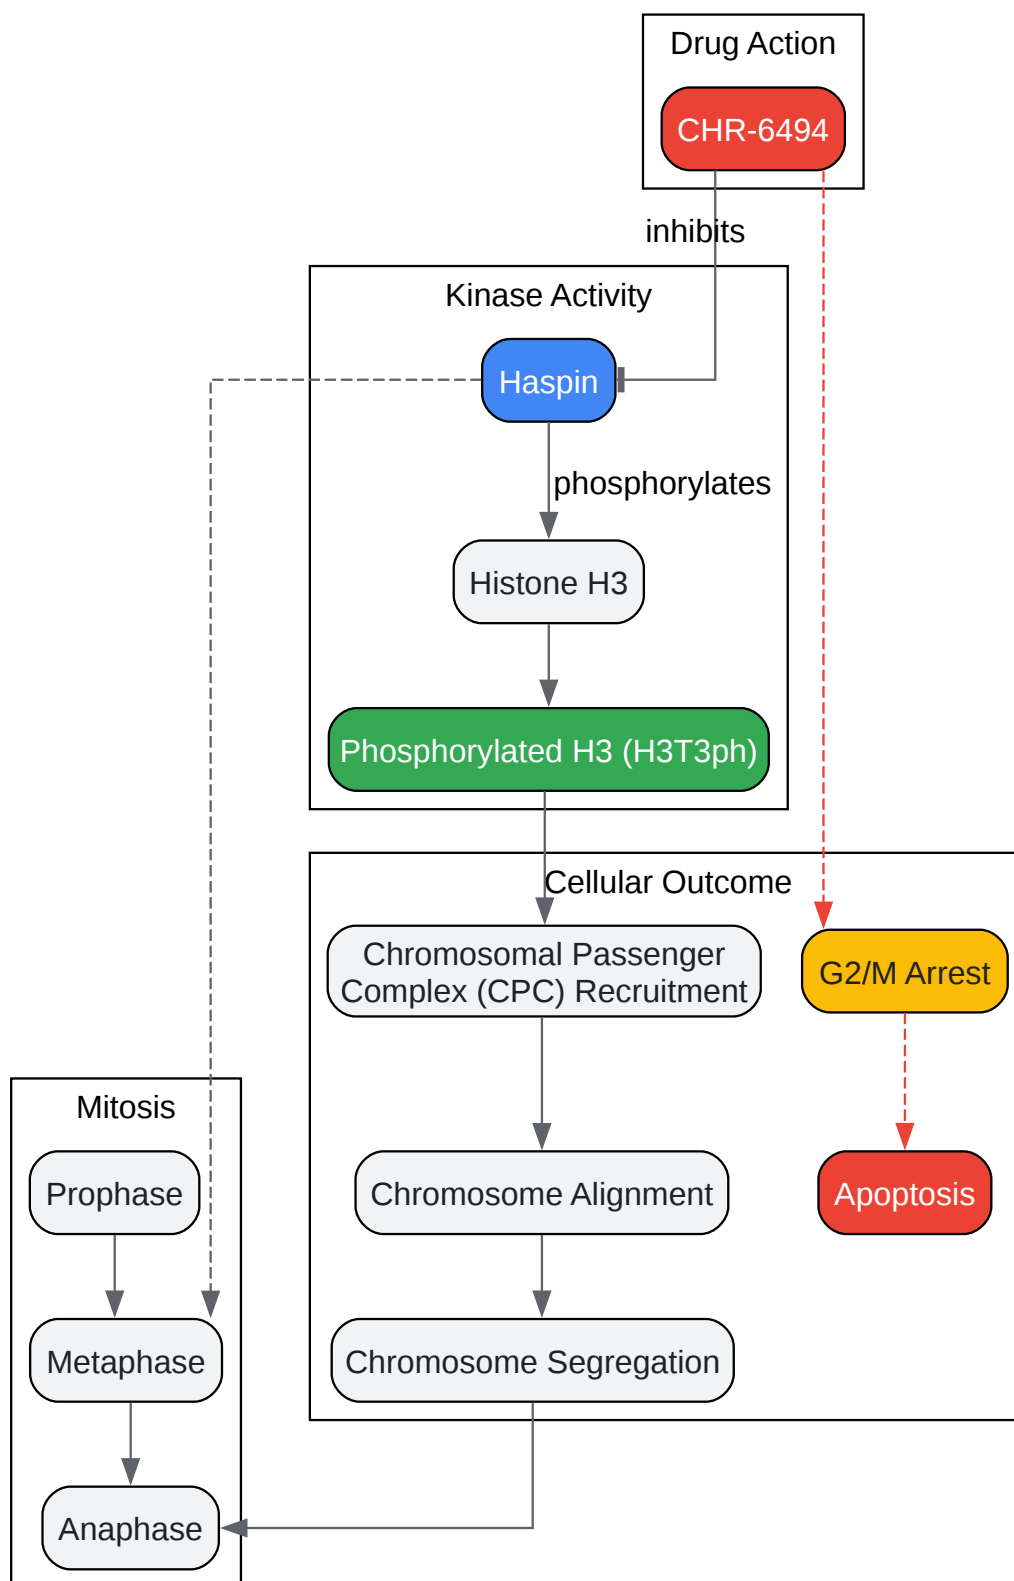 Drug Action
CHR-6494
inhibits
Kinase Activity
Haspin
phosphorylates
Histone H3
Phosphorylated H3 (H3T3ph)
Cellular Outcome
Chromosomal Passenger
Complex (CPC) Recruitment
G2/M Arrest
Mitosis
Prophase
Chromosome Alignment
Apoptosis
Metaphase
Chromosome Segregation
Anaphase